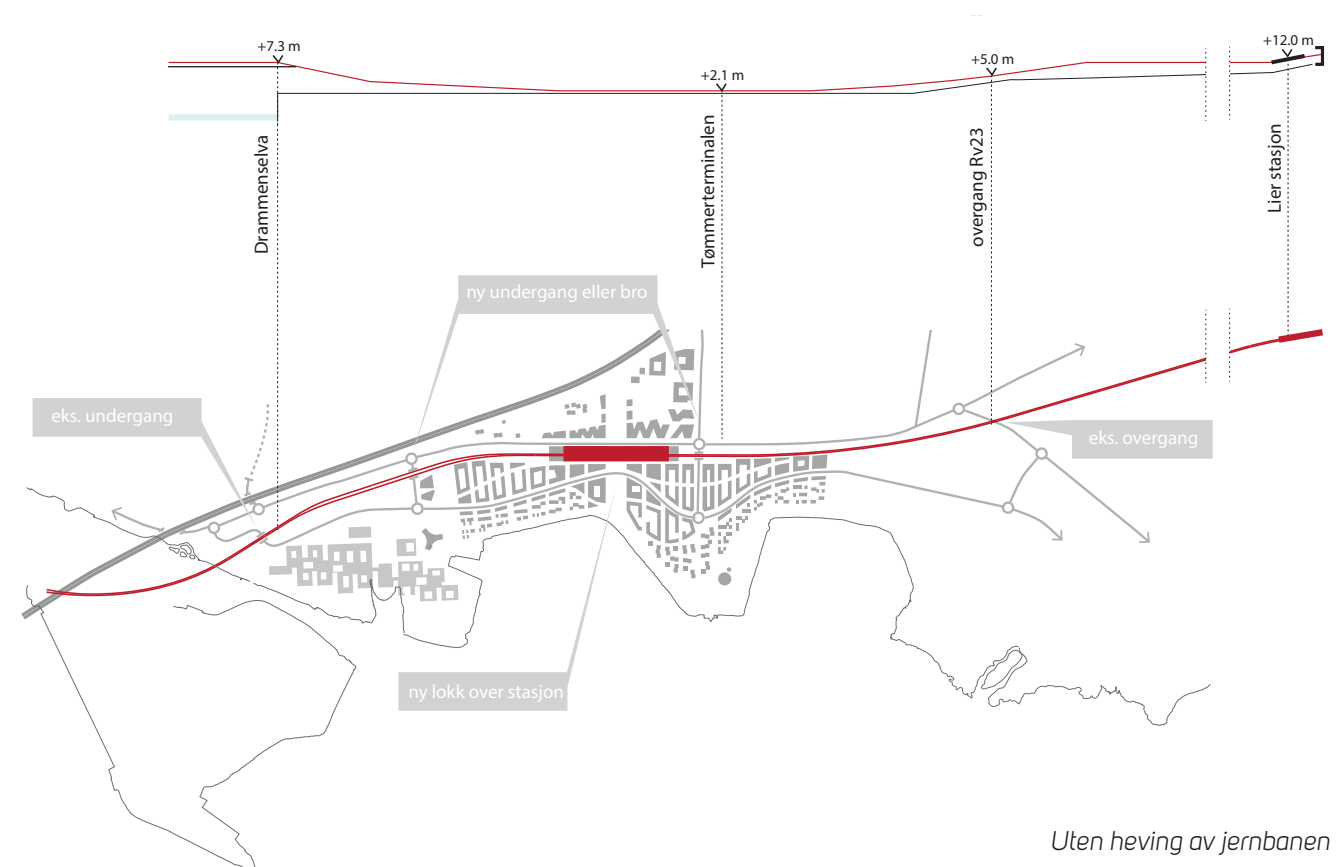 +7.3 m
+2.1 m
+5.0 m
+12.0 m
Drammenselva
Tømmerterminalen
overgang Rv23
Lier stasjon
ny undergang eller bro
eks. undergang
eks. overgang
ny lokk over stasjon
Uten heving av jernbanen